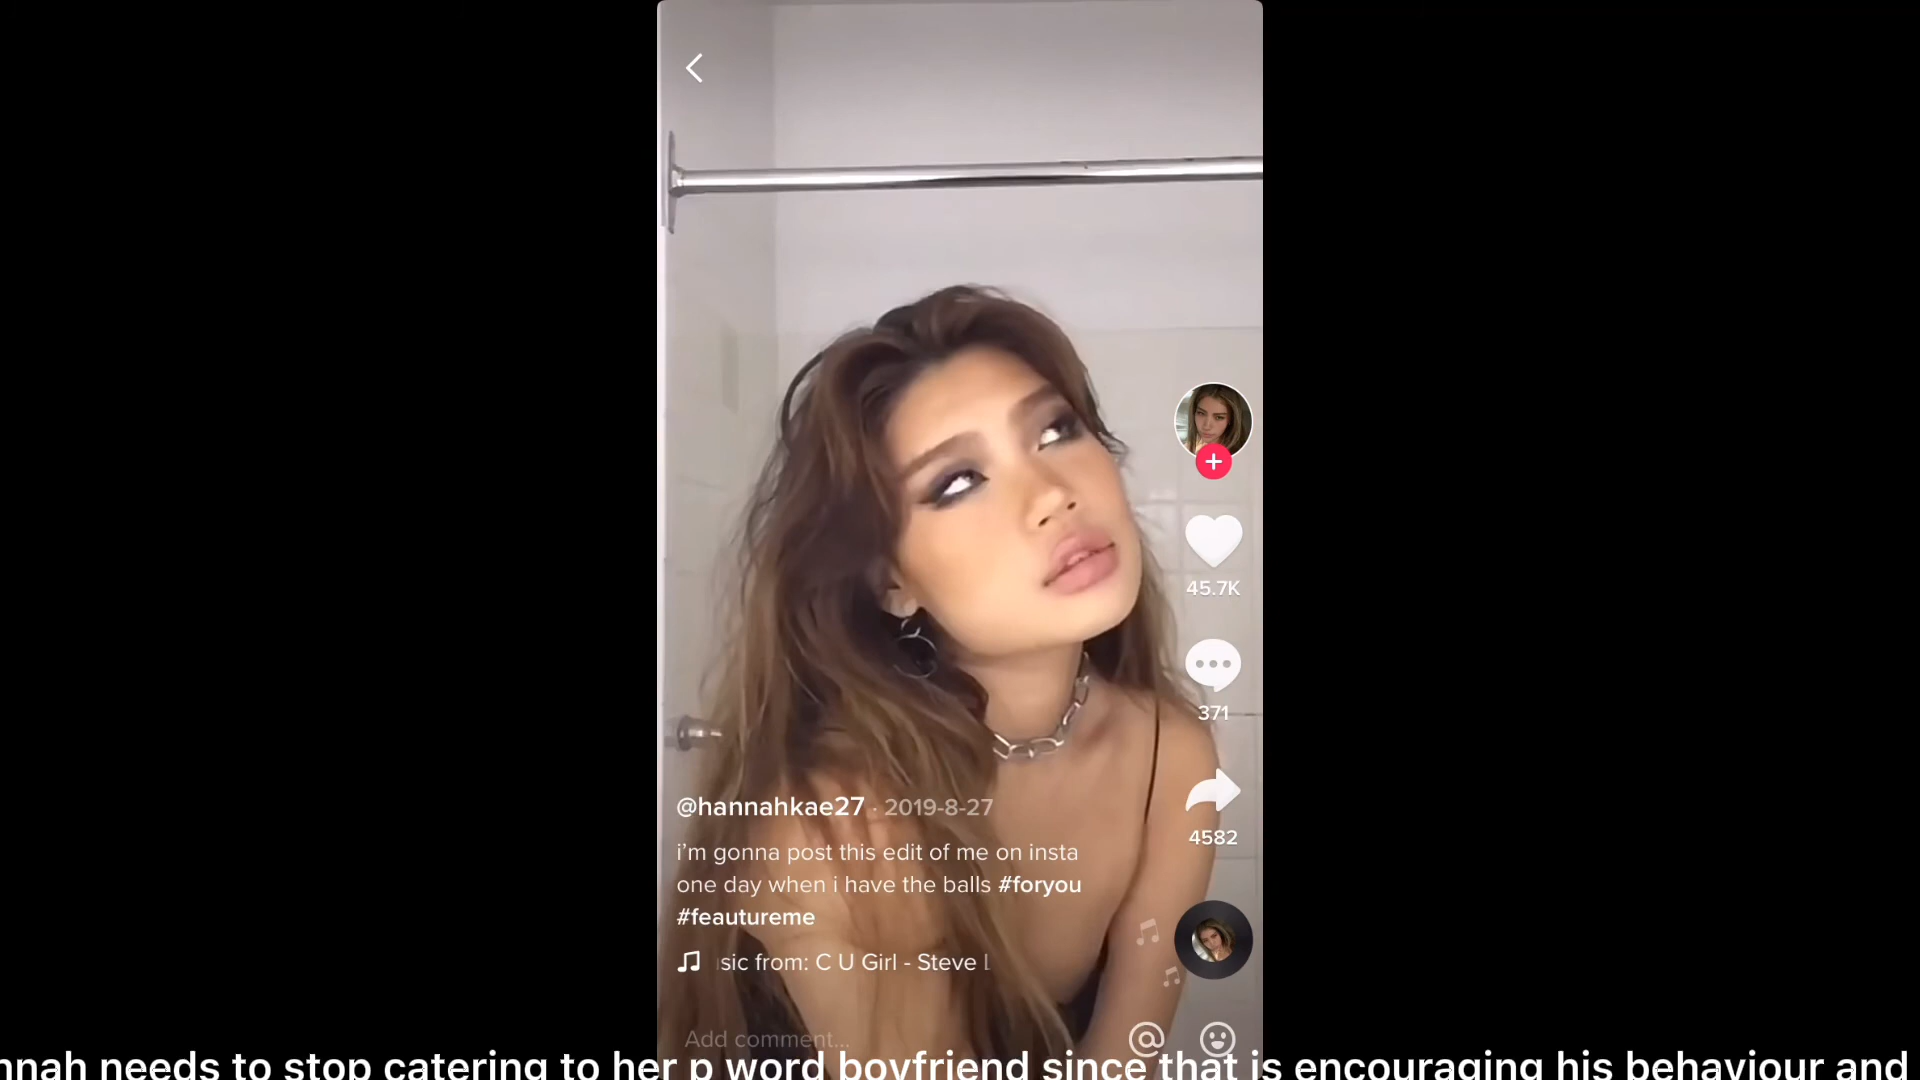 45.7K
371
4582
@hannahkae27 · 2019-8-27
i'm gonna post this edit of me on insta
one day when i have the balls #foryou
#feautureme
sic from: C U Girl - Steve L
Add comment...
nnah needs to stop catering to her p word boyfriend since that is encouraging his behaviour and